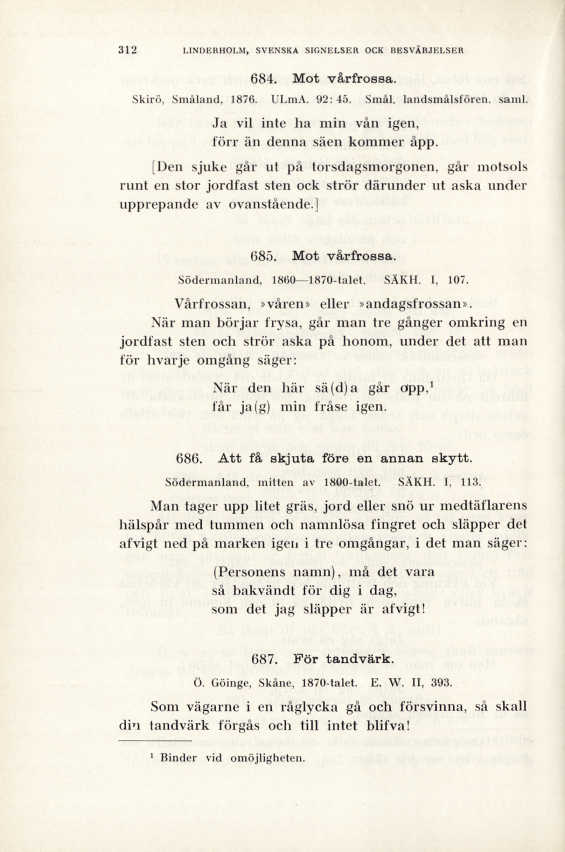 312 LINDERHOLM, SVENSKA SIGNELSER OCK BESVÄRJELSER
684. Mot vårfrossa.
Skirö, Småland, 1876. ULmA. 92: 45. Smål. landsmålsfören. saml.
Ja vil inte ha min vån igen,
förr än denna säen kommer åpp.
[Den sjuke går ut på torsdagsmorgonen, går motsols
runt en stor jordfast sten ock strör därunder ut aska under
upprepande av ovanstående.]
685. Mot vårfrossa.
Södermanland, 1860—1870-talet. SÄKH. I, 107.
Vårfrossan, »våren» eller »andagsfrossan».
När man börjar frysa, går man tre gånger omkring en
jordfast sten och strör aska på honom, under det att man
för hvarje omgång säger:
När den här sä(d)a går opp,¹
får ja(g) min fråse igen.
686. Att få skjuta före en annan skytt.
Södermanland, mitten av 1800-talet. SÄKH. I, 113.
Man tager upp litet gräs, jord eller snö ur medtäflarens
hälspår med tummen och namnlösa fingret och släpper det
afvigt ned på marken igen i tre omgångar, i det man säger:
(Personens namn), må det vara
så bakvändt för dig i dag,
som det jag släpper är afvigt!
687. För tandvärk.
Ö. Göinge, Skåne, 1870-talet. E. W. II, 393.
Som vägarne i en råglycka gå och försvinna, så skall
din tandvärk förgås och till intet blifva!
¹ Binder vid omöjligheten.